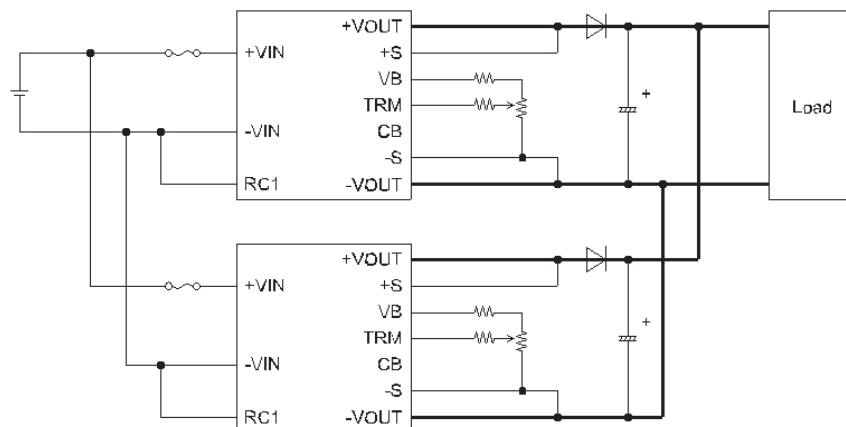 +VOUT
+VIN
+S
VB
TRM
+
Load
-VIN
CB
-S
RC1
-VOUT
+VOUT
+VIN
+S
VB
TRM
+
-VIN
CB
-S
RC1
-VOUT